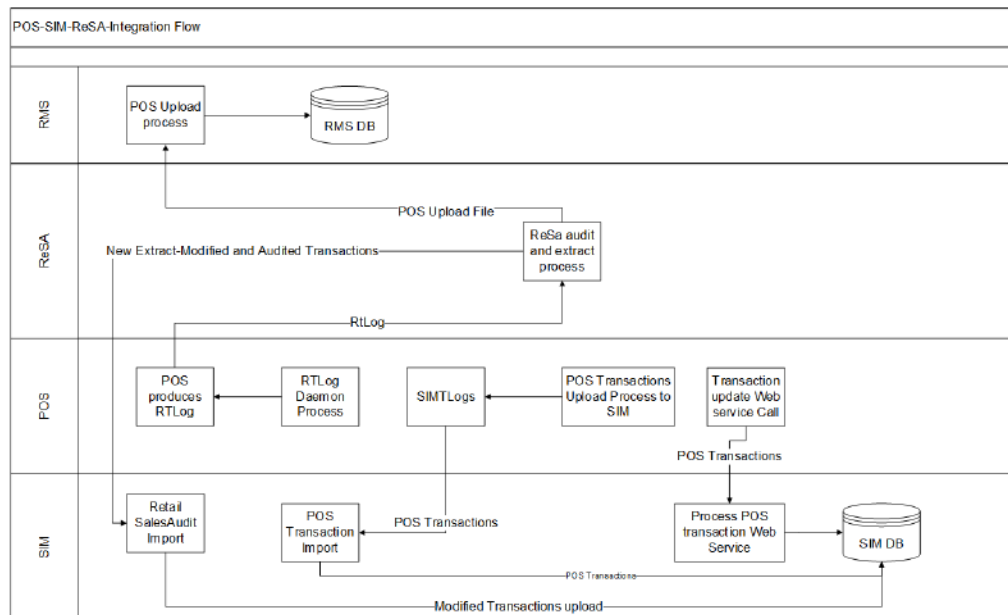 POS-SIM-ReSA-Integration Flow
RMS
POS Upload
process
RMS DB
ReSA
POS Upload File
New Extract-Modified and Audited Transactions
ReSa audit
and extract
process
RtLog
POS
POS
produces
RTLog
RTLog
Daemon
Process
SIMTLogs
POS Transactions
Upload Process to
SIM
Transaction
update Web
service Call
POS Transactions
SIM
Retail
SalesAudit
Import
POS
Transaction
Import
POS Transactions
Process POS
transaction Web
Service
SIM DB
POS Transactions
Modified Transactions upload